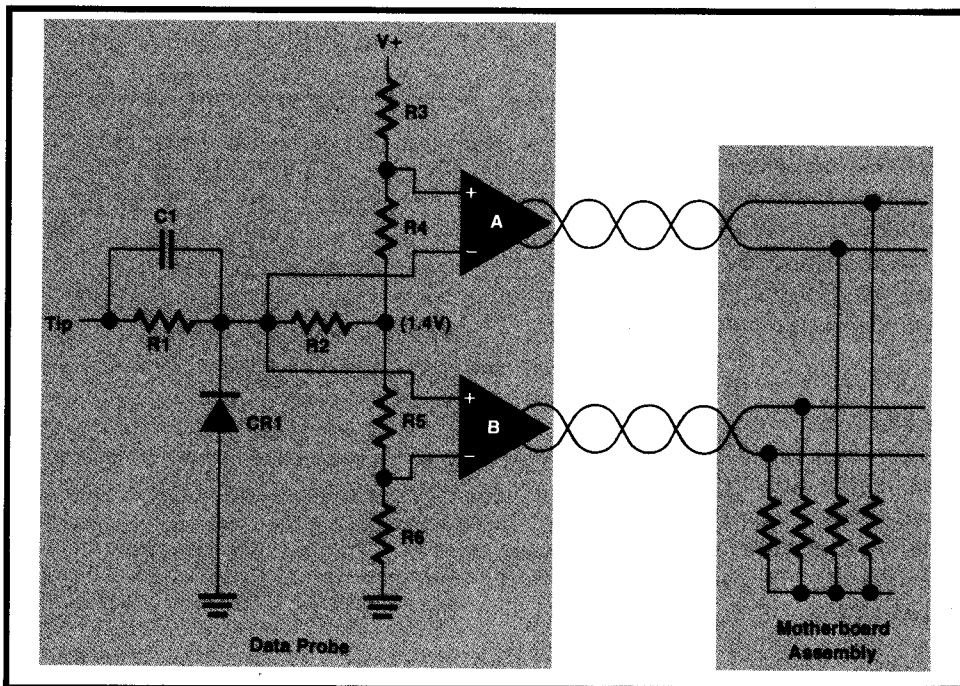 V+
R3
+
A
C1
R4
−
Tip
R1
R2
(1.4V)
+
CR1
R5
B
−
R6
Data Probe
Motherboard
Assembly